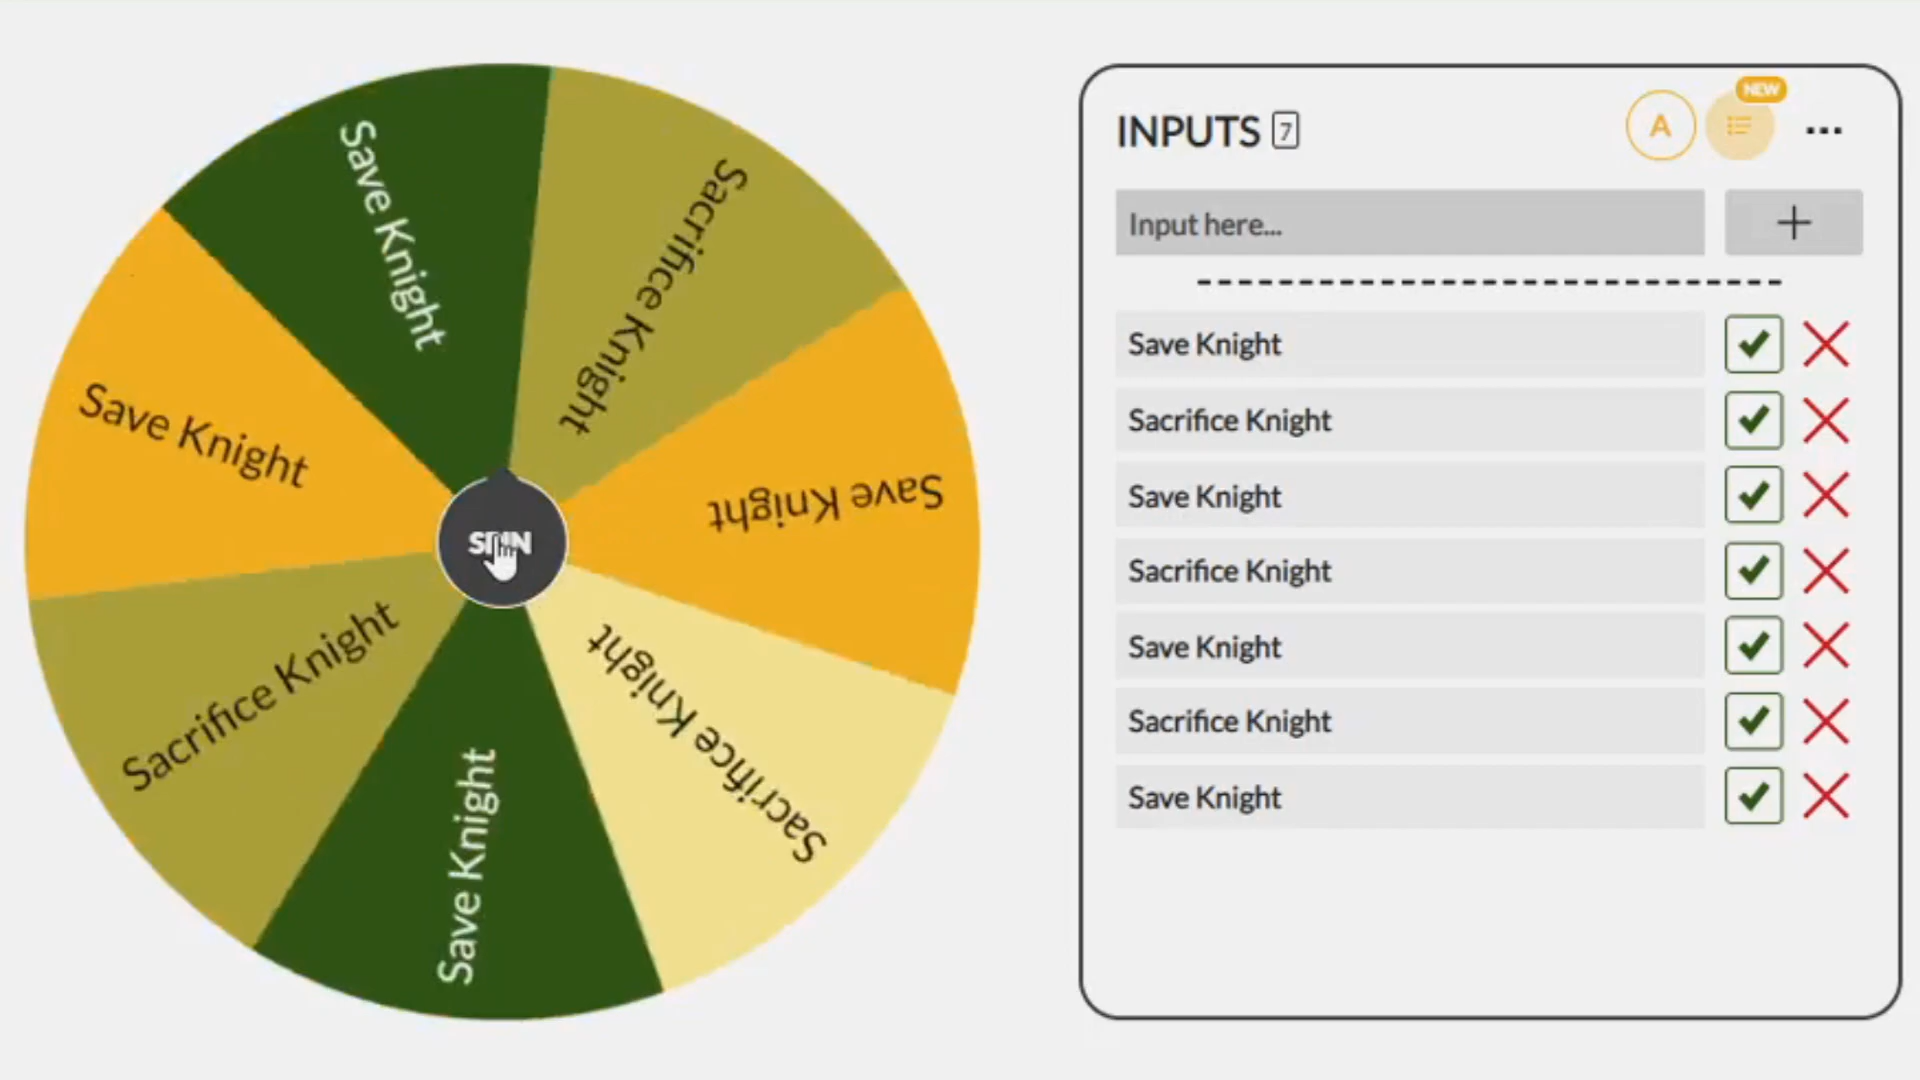 Save Knight
Sacrifice Knight
Save Knight
Save Knight
SPIN
Sacrifice Knight
Sacrifice Knight
Save Knight
INPUTS 7
A
NEW
...
Input here...
+
Save Knight
Sacrifice Knight
Save Knight
Sacrifice Knight
Save Knight
Sacrifice Knight
Save Knight